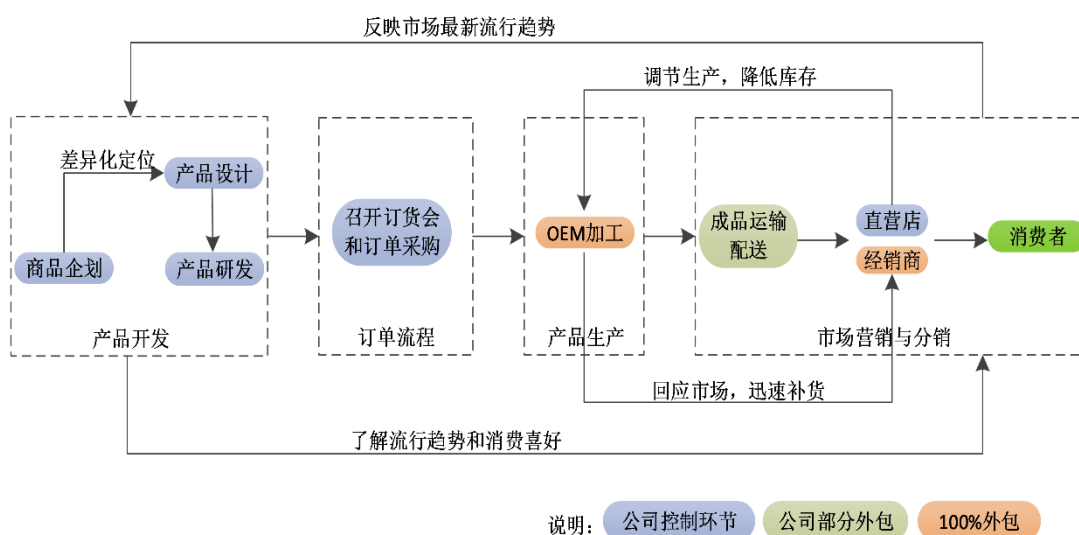 反映市场最新流行趋势
调节生产，降低库存
差异化定位
产品设计
商品企划
产品研发
产品开发
召开订货会
和订单采购
订单流程
OEM加工
产品生产
成品运输
配送
直营店
经销商
消费者
市场营销与分销
回应市场，迅速补货
了解流行趋势和消费喜好
说明：
公司控制环节
公司部分外包
100%外包